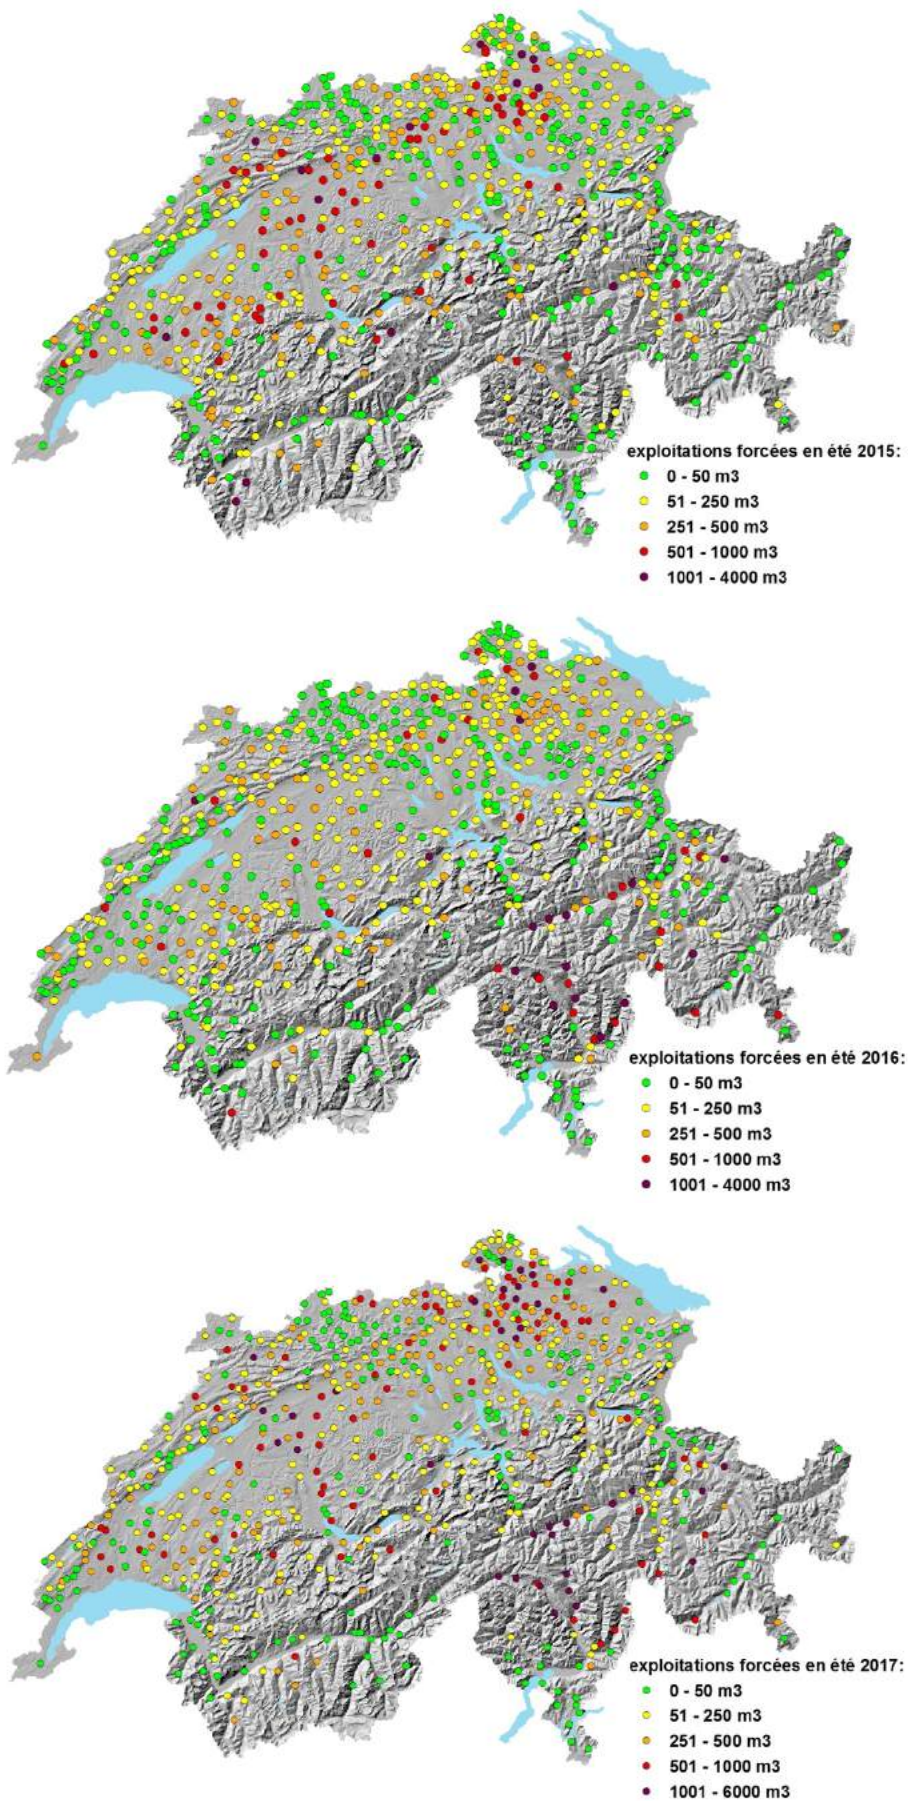 exploitations forcées en été 2015:
0 - 50 m3
51 - 250 m3
251 - 500 m3
501 - 1000 m3
1001 - 4000 m3
exploitations forcées en été 2016:
0 - 50 m3
51 - 250 m3
251 - 500 m3
501 - 1000 m3
1001 - 4000 m3
exploitations forcées en été 2017:
0 - 50 m3
51 - 250 m3
251 - 500 m3
501 - 1000 m3
1001 - 6000 m3